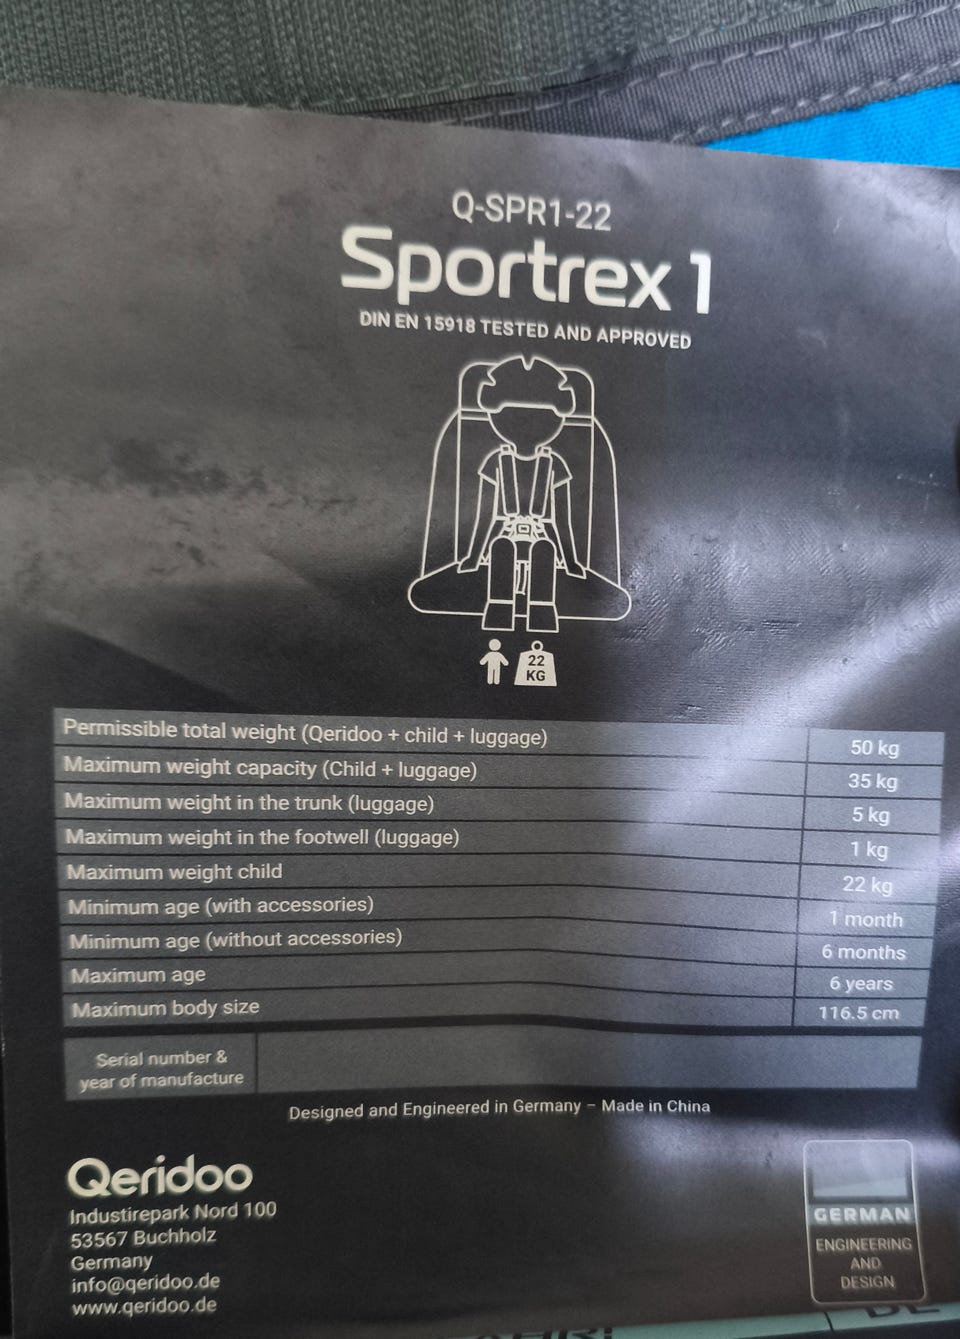 Q-SPR1-22
Sportrex 1
DIN EN 15918 TESTED AND APPROVED
22
KG
Permissible total weight (Qeridoo + child + luggage) 50 kg
Maximum weight capacity (Child + luggage) 35 kg
Maximum weight in the trunk (luggage) 5 kg
Maximum weight in the footwell (luggage) 1 kg
Maximum weight child 22 kg
Minimum age (with accessories) 1 month
Minimum age (without accessories) 6 months
Maximum age 6 years
Maximum body size 116.5 cm
Serial number &
year of manufacture
Designed and Engineered in Germany – Made in China
Qeridoo
Industirepark Nord 100
53567 Buchholz
Germany
info@qeridoo.de
www.qeridoo.de
GERMAN
ENGINEERING
AND
DESIGN